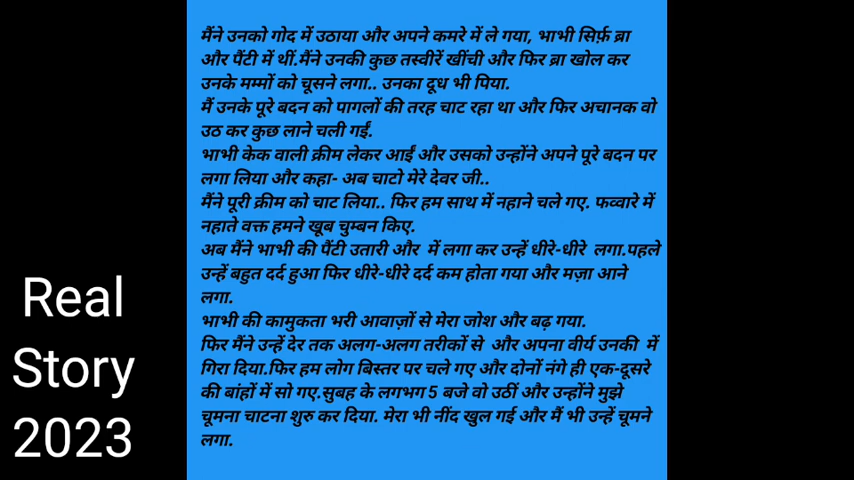 मैंने उनको गोद में उठाया और अपने कमरे में ले गया, भाभी सिर्फ़ ब्रा
और पैंटी में थीं.मैंने उनकी कुछ तस्वीरें खींची और फिर ब्रा खोल कर
उनके मम्मों को चूसने लगा.. उनका दूध भी पिया.
मैं उनके पूरे बदन को पागलों की तरह चाट रहा था और फिर अचानक वो
उठ कर कुछ लाने चली गईं.
भाभी केक वाली क्रीम लेकर आईं और उसको उन्होंने अपने पूरे बदन पर
लगा लिया और कहा- अब चाटो मेरे देवर जी..
मैंने पूरी क्रीम को चाट लिया.. फिर हम साथ में नहाने चले गए. फव्वारे में
नहाते वक्त हमने खूब चुम्बन किए.
अब मैंने भाभी की पैंटी उतारी और में लगा कर उन्हें धीरे-धीरे लगा.पहले
उन्हें बहुत दर्द हुआ फिर धीरे-धीरे दर्द कम होता गया और मज़ा आने
लगा.
भाभी की कामुकता भरी आवाज़ों से मेरा जोश और बढ़ गया.
फिर मैंने उन्हें देर तक अलग-अलग तरीकों से और अपना वीर्य उनकी में
गिरा दिया.फिर हम लोग बिस्तर पर चले गए और दोनों नंगे ही एक-दूसरे
की बांहों में सो गए.सुबह के लगभग 5 बजे वो उठीं और उन्होंने मुझे
चूमना चाटना शुरु कर दिया. मेरा भी नींद खुल गई और मैं भी उन्हें चूमने
लगा.
Real
Story
2023